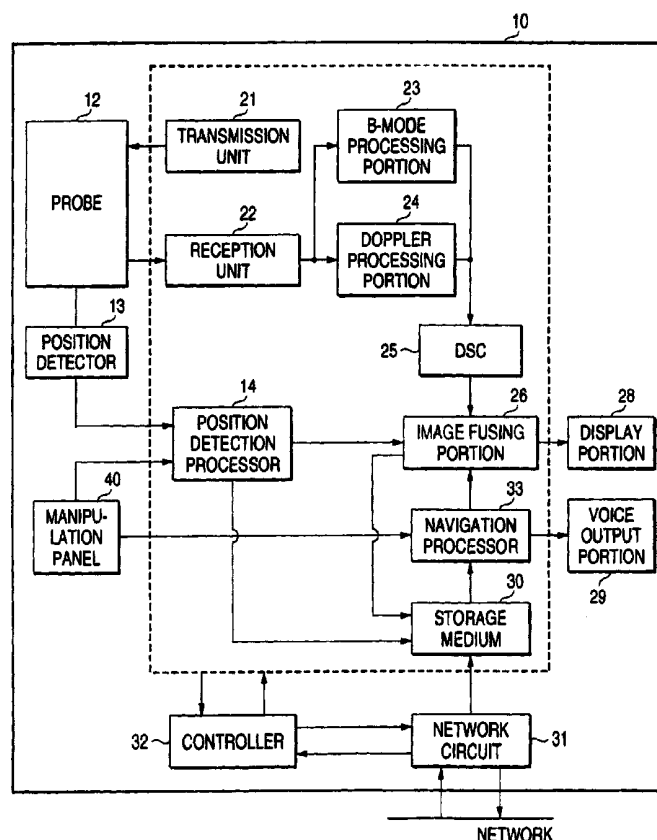 10
12
PROBE
21
TRANSMISSION
UNIT
23
B-MODE
PROCESSING
PORTION
22
RECEPTION
UNIT
24
DOPPLER
PROCESSING
PORTION
13
POSITION
DETECTOR
25
DSC
14
POSITION
DETECTION
PROCESSOR
26
IMAGE FUSING
PORTION
28
DISPLAY
PORTION
40
MANIPU-
LATION
PANEL
33
NAVIGATION
PROCESSOR
VOICE
OUTPUT
PORTION
29
30
STORAGE
MEDIUM
32
CONTROLLER
NETWORK
CIRCUIT
31
NETWORK